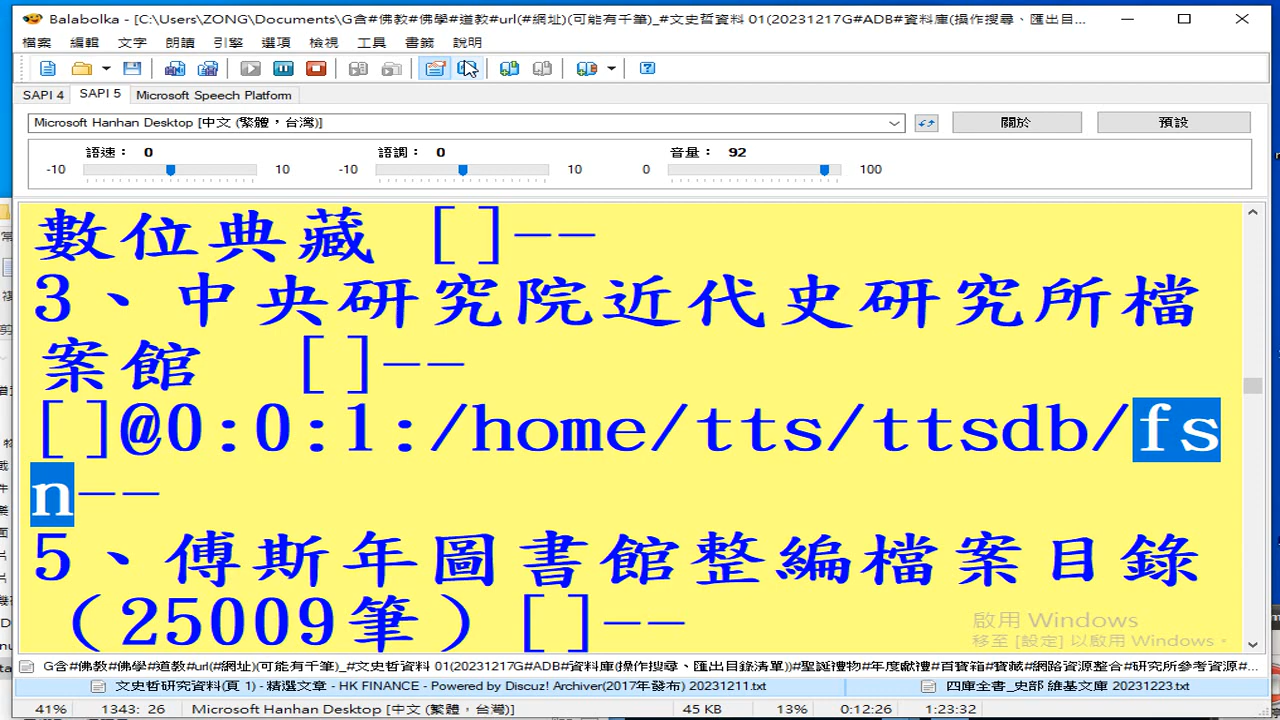 Balabolka - [C:\Users\ZONG\Documents\G含#佛教#佛學#道教#url(#網址)(可能有千筆)_#文史哲資料 01(20231217G#ADB#資料庫(操作搜尋、匯出目...
檔案 編輯 文字 朗讀 引擎 選項 檢視 工具 書籤 說明
SAPI 4 SAPI 5 Microsoft Speech Platform
Microsoft Hanhan Desktop [中文 (繁體，台灣)] 關於 預設
語速： 0 語調： 0 音量： 92
-10 10 -10 10 0 100
數位典藏 []--
3、中央研究院近代史研究所檔
案館 []--
[]@0:0:1:/home/tts/ttsdb/fs
n--
5、傅斯年圖書館整編檔案目錄
（25009筆）[]--
啟用 Windows
移至 [設定] 以啟用 Windows。
G含#佛教#佛學#道教#url(#網址)(可能有千筆)_#文史哲資料 01(20231217G#ADB#資料庫(操作搜尋、匯出目錄清單))#聖誕禮物#年度獻禮#百寶箱#寶藏#網路資源整合#研究所參考資源#...
文史哲研究資料(頁 1) - 精選文章 - HK FINANCE - Powered by Discuz! Archiver(2017年發布) 20231211.txt 四庫全書_史部 維基文庫 20231223.txt
41% 1343: 26 Microsoft Hanhan Desktop [中文 (繁體，台灣)] 45 KB 13% 0:12:26 1:23:32